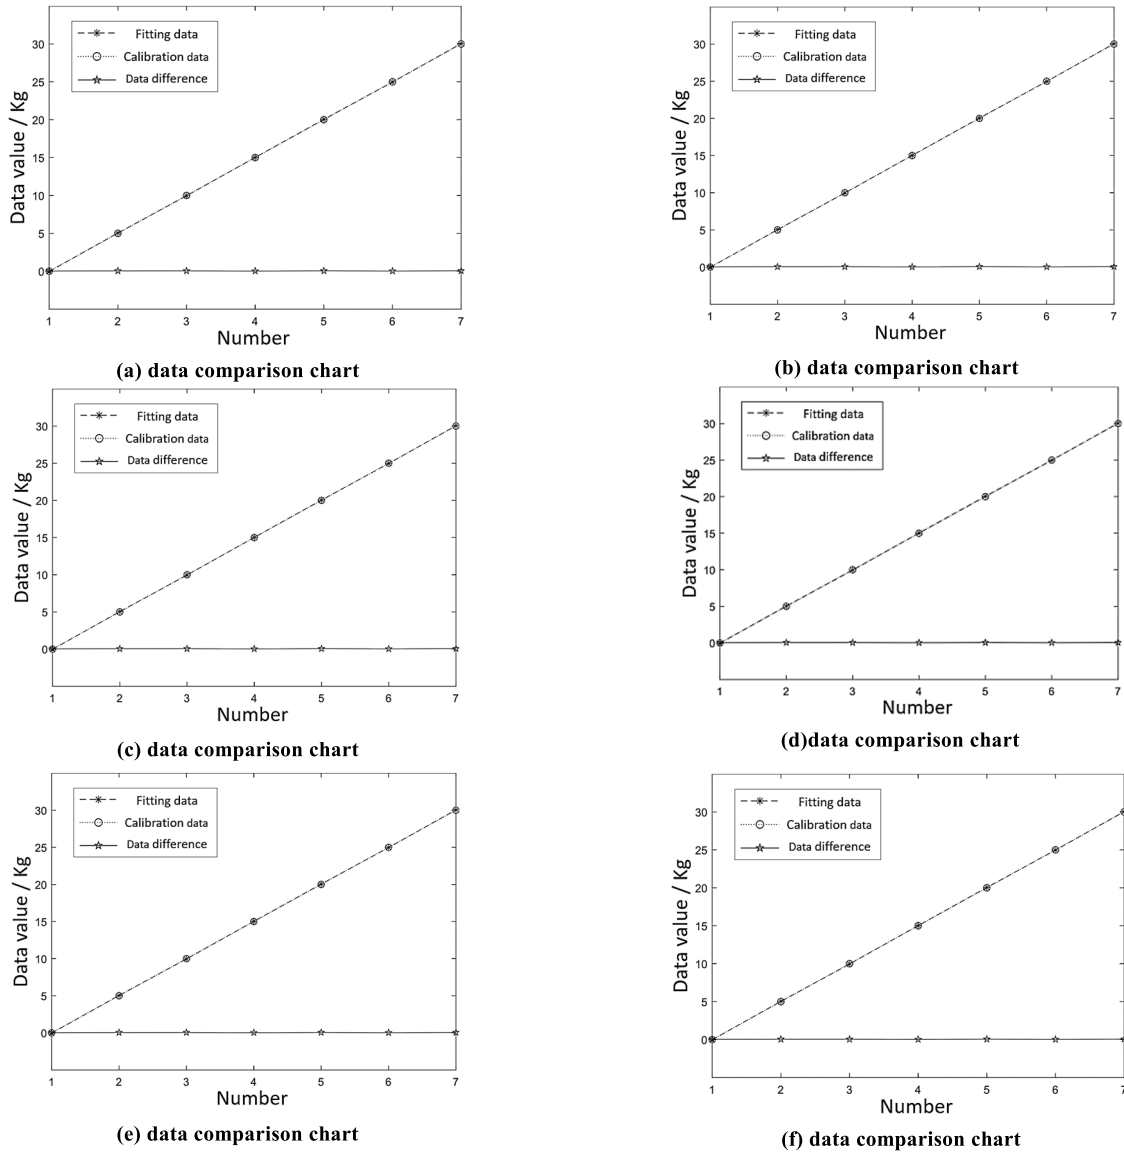 Fitting data
Calibration data
Data difference
30
25
20
15
10
5
0
Data value / Kg
1 2 3 4 5 6 7
Number
(a) data comparison chart
Fitting data
Calibration data
Data difference
30
25
20
15
10
5
0
Data value / Kg
1 2 3 4 5 6 7
Number
(b) data comparison chart
Fitting data
Calibration data
Data difference
30
25
20
15
10
5
0
Data value / Kg
1 2 3 4 5 6 7
Number
(c) data comparison chart
Fitting data
Calibration data
Data difference
30
25
20
15
10
5
0
Data value / Kg
1 2 3 4 5 6 7
Number
(d)data comparison chart
Fitting data
Calibration data
Data difference
30
25
20
15
10
5
0
Data value / Kg
1 2 3 4 5 6 7
Number
(e) data comparison chart
Fitting data
Calibration data
Data difference
30
25
20
15
10
5
0
Data value / Kg
1 2 3 4 5 6 7
Number
(f) data comparison chart